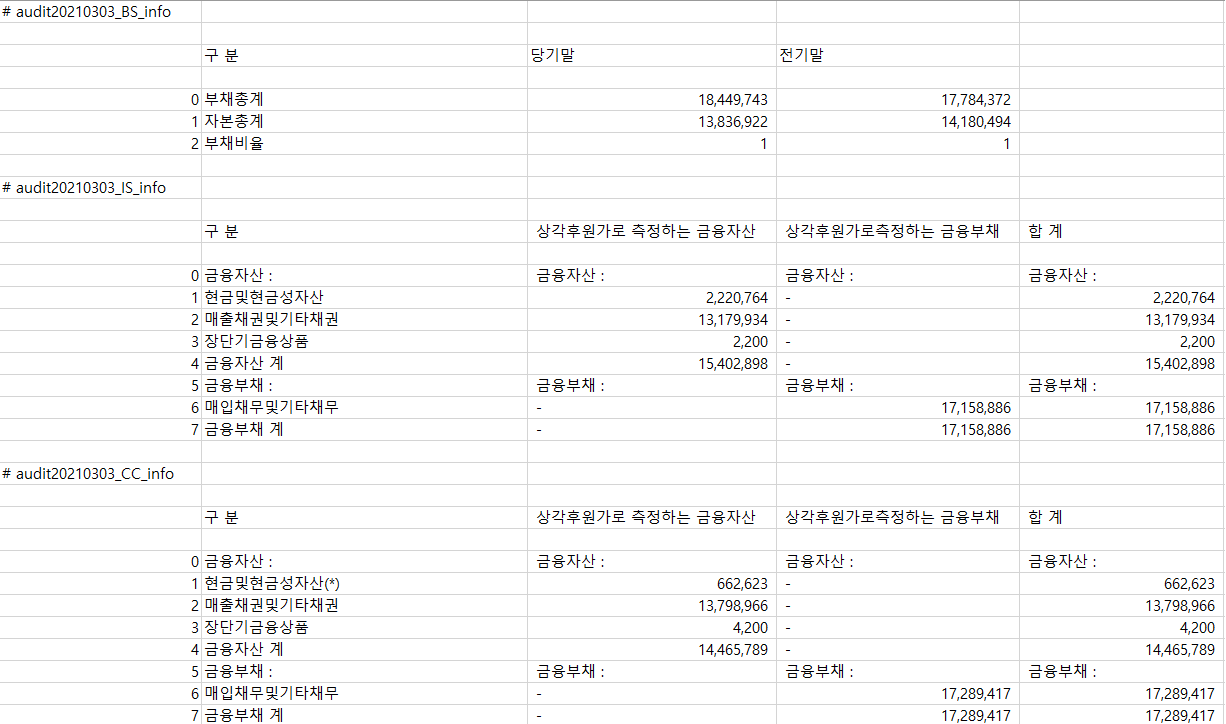 # audit20210303_BS_info
구 분 당기말 전기말
0 부채총계 18,449,743 17,784,372
1 자본총계 13,836,922 14,180,494
2 부채비율 1 1
# audit20210303_IS_info
구 분 상각후원가로 측정하는 금융자산 상각후원가로측정하는 금융부채 합 계
0 금융자산 : 금융자산 : 금융자산 : 금융자산 :
1 현금및현금성자산 2,220,764 - 2,220,764
2 매출채권및기타채권 13,179,934 - 13,179,934
3 장단기금융상품 2,200 - 2,200
4 금융자산 계 15,402,898 - 15,402,898
5 금융부채 : 금융부채 : 금융부채 : 금융부채 :
6 매입채무및기타채무 - 17,158,886 17,158,886
7 금융부채 계 - 17,158,886 17,158,886
# audit20210303_CC_info
구 분 상각후원가로 측정하는 금융자산 상각후원가로측정하는 금융부채 합 계
0 금융자산 : 금융자산 : 금융자산 : 금융자산 :
1 현금및현금성자산(*) 662,623 - 662,623
2 매출채권및기타채권 13,798,966 - 13,798,966
3 장단기금융상품 4,200 - 4,200
4 금융자산 계 14,465,789 - 14,465,789
5 금융부채 : 금융부채 : 금융부채 : 금융부채 :
6 매입채무및기타채무 - 17,289,417 17,289,417
7 금융부채 계 - 17,289,417 17,289,417